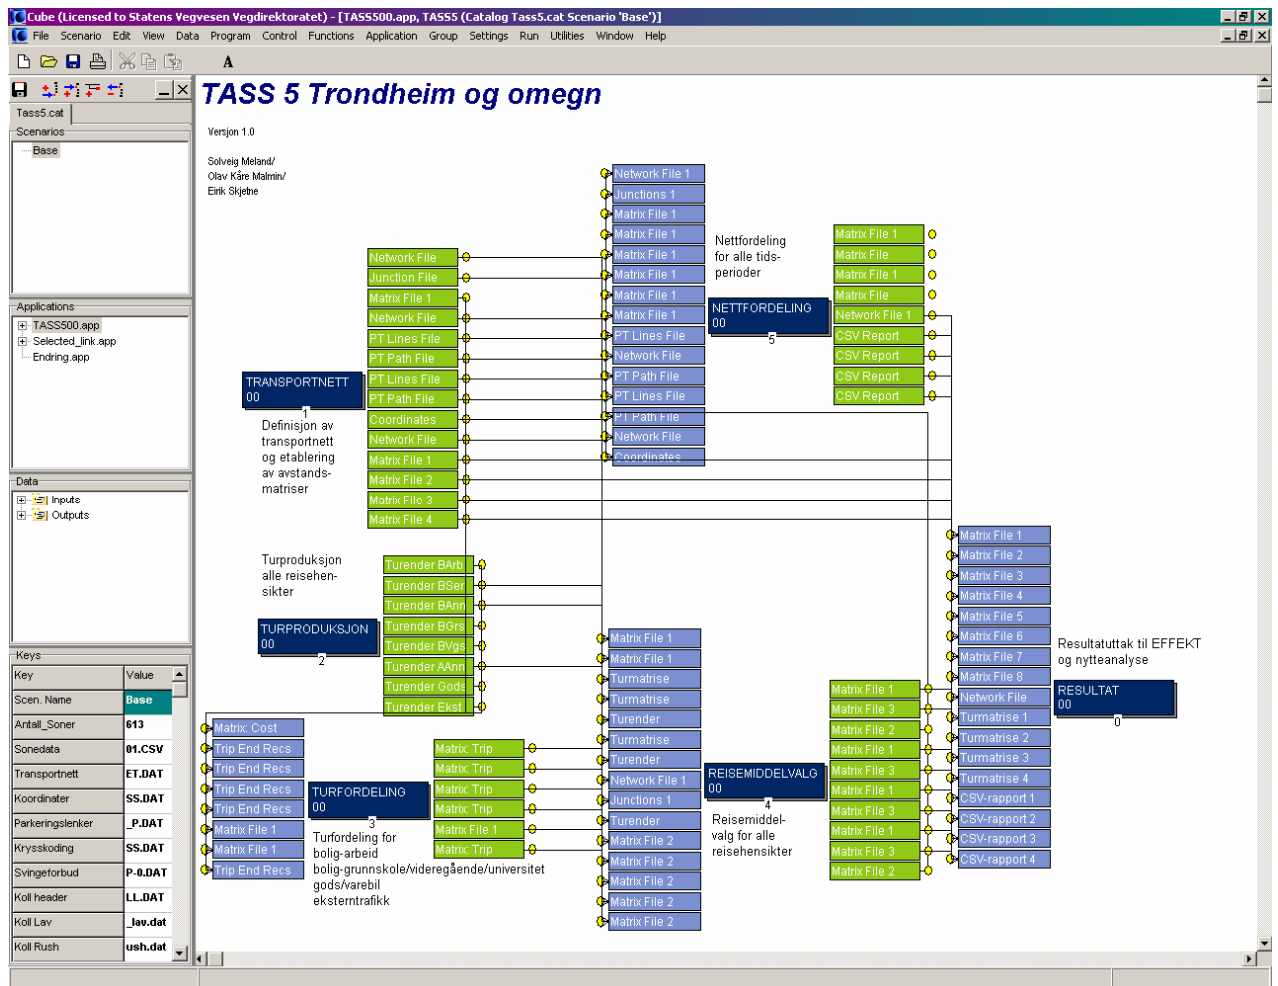 Cube (Licensed to Statens Vegvesen Vegdirektoratet) - [TASS500.app, TASS5 (Catalog Tass5.cat Scenario 'Base')]
File Scenario Edit View Data Program Control Functions Application Group Settings Run Utilities Window Help
A
Tass5.cat
Scenarios
Base
Applications
TASS500.app
Selected_link.app
Endring.app
Data
Inputs
Outputs
Keys
Key Value
Scen. Name Base
Antall_Soner 613
Sonedata 01.CSV
Transportnett ET.DAT
Koordinater SS.DAT
Parkeringslenker _P.DAT
Krysskoding SS.DAT
Svingeforbud P-0.DAT
Koll header LL.DAT
Koll Lav _lav.dat
Koll Rush ush.dat
TASS 5 Trondheim og omegn
Versjon 1.0
Solveig Meland/
Olav Kåre Malmin/
Eirik Skjetne
TRANSPORTNETT
00
1
Definisjon av
transportnett
og etablering
av avstands-
matriser
Network File
Junction File
Matrix File 1
Network File
PT Lines File
PT Path File
PT Lines File
PT Path File
Coordinates
Network File
Matrix File 1
Matrix File 2
Matrix File 3
Matrix File 4
Turproduksjon
alle reisehen-
sikter
TURPRODUKSJON
00
2
Turender BArb
Turender BSer
Turender BAnn
Turender BGrs
Turender BVgs
Turender AAnn
Turender Gods
Turender Ekst
Matrix: Cost
Trip End Recs
Trip End Recs
Trip End Recs
Trip End Recs
Matrix File 1
Matrix File 1
Trip End Recs
TURFORDELING
00
3
Turfordeling for
bolig-arbeid
bolig-grunnskole/videregående/universitet
gods/varebil
eksterntrafikk
Matrix: Trip
Matrix: Trip
Matrix: Trip
Matrix: Trip
Matrix File 1
Matrix: Trip
Network File 1
Junctions 1
Matrix File 1
Matrix File 1
Matrix File 1
Matrix File 1
Matrix File 1
Matrix File 1
PT Lines File
Network File
PT Path File
PT Lines File
PT Path File
Network File
Coordinates
Nettfordeling
for alle tids-
perioder
NETTFORDELING
00
5
Matrix File 1
Matrix File
Matrix File 1
Matrix File
Network File 1
CSV Report
CSV Report
CSV Report
CSV Report
Matrix File 1
Matrix File 1
Turmatrise
Turmatrise
Turender
Turmatrise
Turender
Network File 1
Junctions 1
Turender
Matrix File 2
Matrix File 2
Matrix File 2
Matrix File 2
Matrix File 2
REISEMIDDELVALG
00
4
Reisemiddel-
valg for alle
reisehensikter
Matrix File 1
Matrix File 3
Matrix File 2
Matrix File 1
Matrix File 3
Matrix File 1
Matrix File 3
Matrix File 1
Matrix File 3
Matrix File 2
Matrix File 1
Matrix File 2
Matrix File 3
Matrix File 4
Matrix File 5
Matrix File 6
Matrix File 7
Matrix File 8
Network File
Turmatrise 1
Turmatrise 2
Turmatrise 3
Turmatrise 4
CSV-rapport 1
CSV-rapport 2
CSV-rapport 3
CSV-rapport 4
Resultatuttak til EFFEKT
og nytteanalyse
RESULTAT
00
0